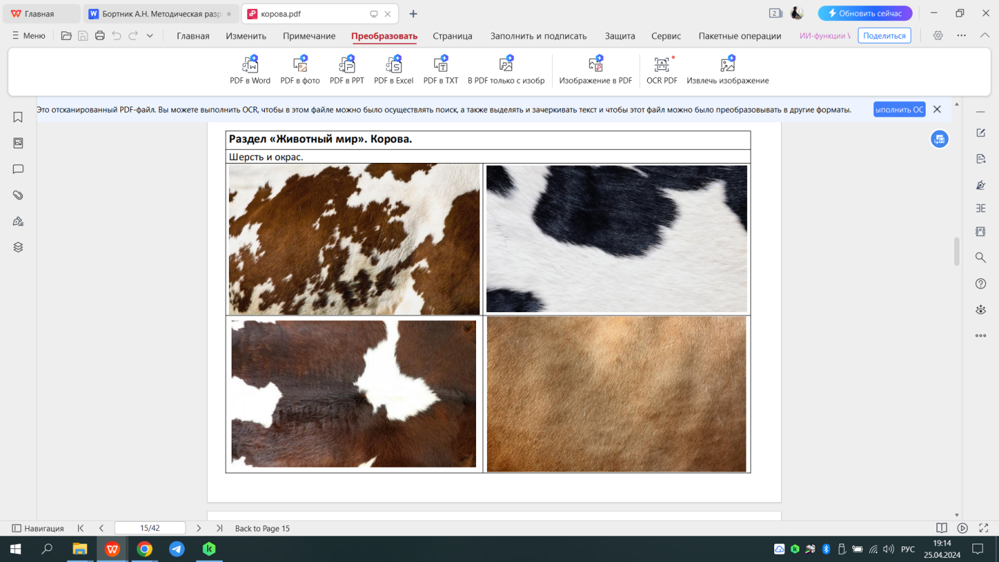 Главная
Бортник А.Н. Методическая разр
корова.pdf
2
Обновить сейчас
Меню
Главная
Изменить
Примечание
Преобразовать
Страница
Заполнить и подписать
Защита
Сервис
Пакетные операции
ИИ-функции
Поделиться
PDF в Word
PDF в фото
PDF в PPT
PDF в Excel
PDF в TXT
В PDF только с изобр
Изображение в PDF
OCR PDF
Извлечь изображение
Это отсканированный PDF-файл. Вы можете выполнить OCR, чтобы в этом файле можно было осуществлять поиск, а также выделять и зачеркивать текст и чтобы этот файл можно было преобразовывать в другие форматы.
ыполнить ОС
Раздел «Животный мир». Корова.
Шерсть и окрас.
Навигация
15/42
Back to Page 15
РУС
19:14
25.04.2024